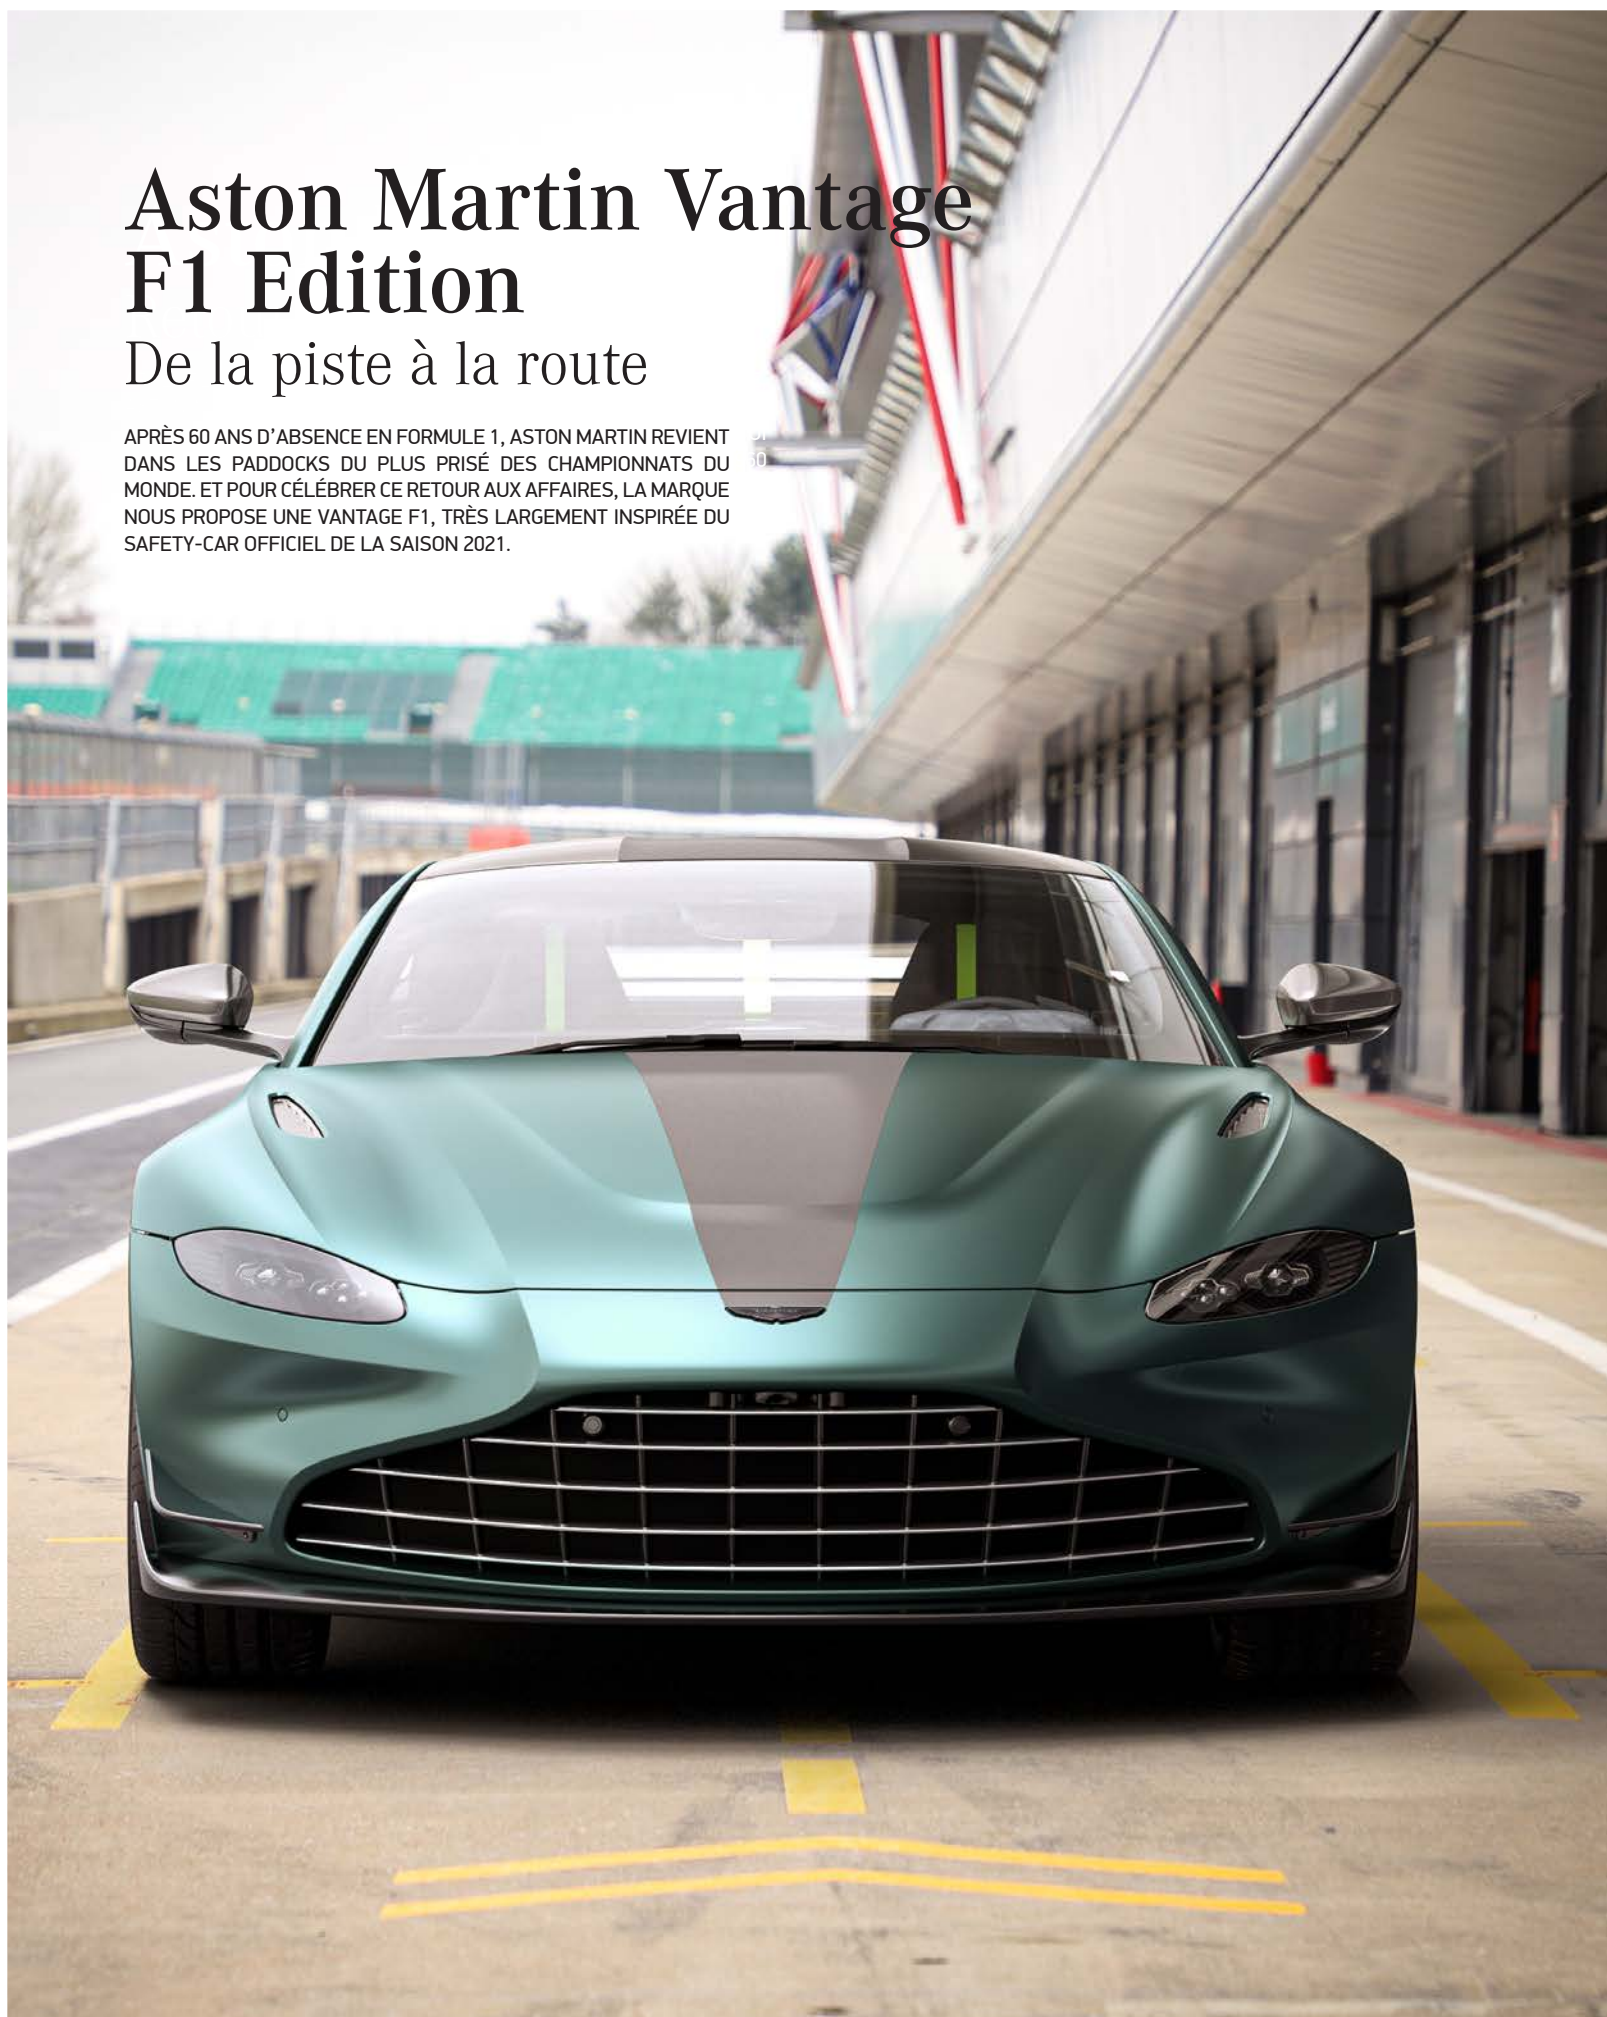 Aston Martin Vantage
F1 Edition
De la piste à la route
APRÈS 60 ANS D'ABSENCE EN FORMULE 1, ASTON MARTIN REVIENT
DANS LES PADDOCKS DU PLUS PRISÉ DES CHAMPIONNATS DU
MONDE. ET POUR CÉLÉBRER CE RETOUR AUX AFFAIRES, LA MARQUE
NOUS PROPOSE UNE VANTAGE F1, TRÈS LARGEMENT INSPIRÉE DU
SAFETY-CAR OFFICIEL DE LA SAISON 2021.